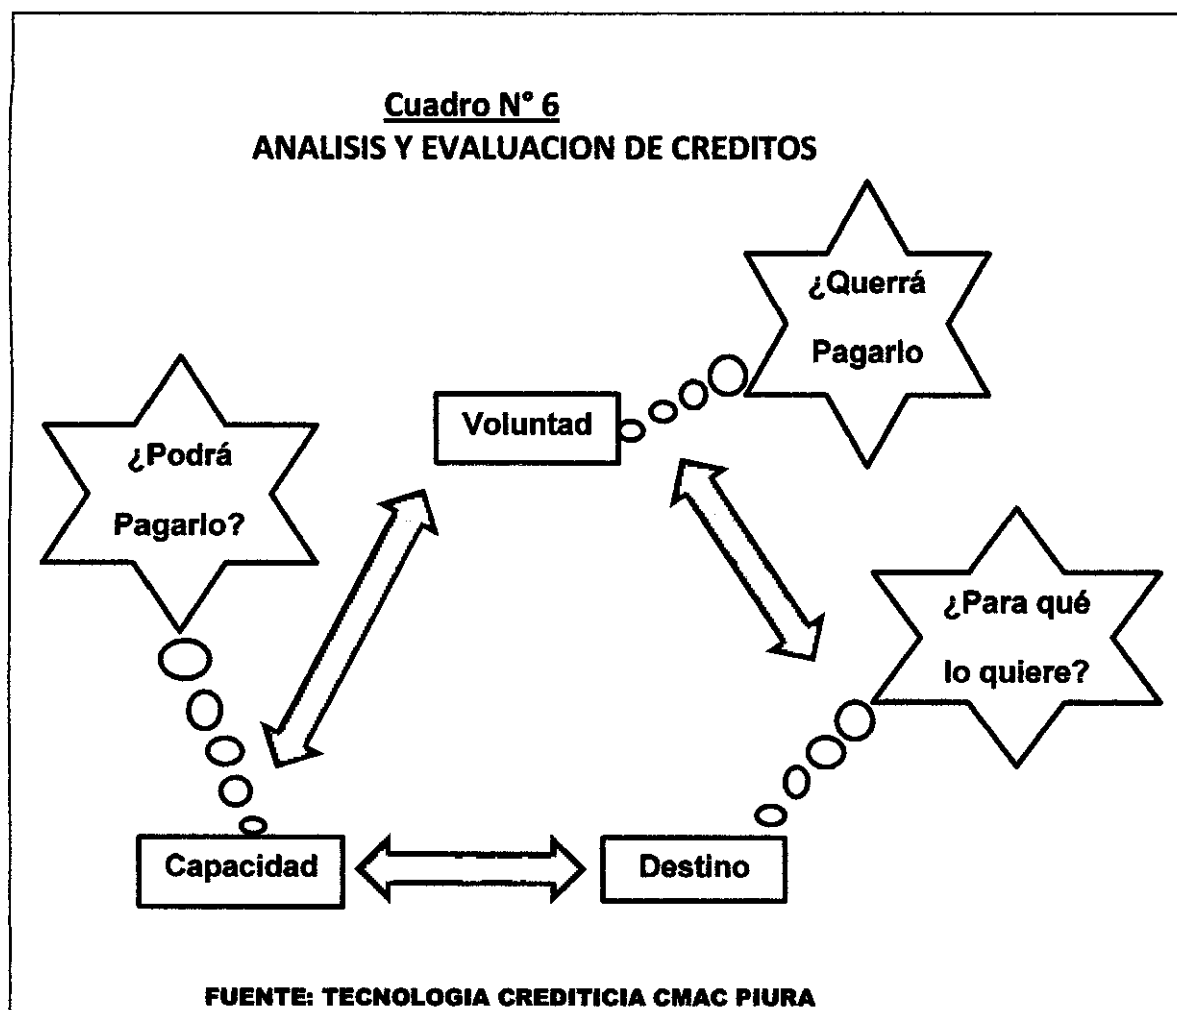 Cuadro N° 6
ANALISIS Y EVALUACION DE CREDITOS
¿Querrá
Pagarlo
Voluntad
¿Podrá
Pagarlo?
¿Para qué
lo quiere?
Capacidad
Destino
FUENTE: TECNOLOGIA CREDITICIA CMAC PIURA